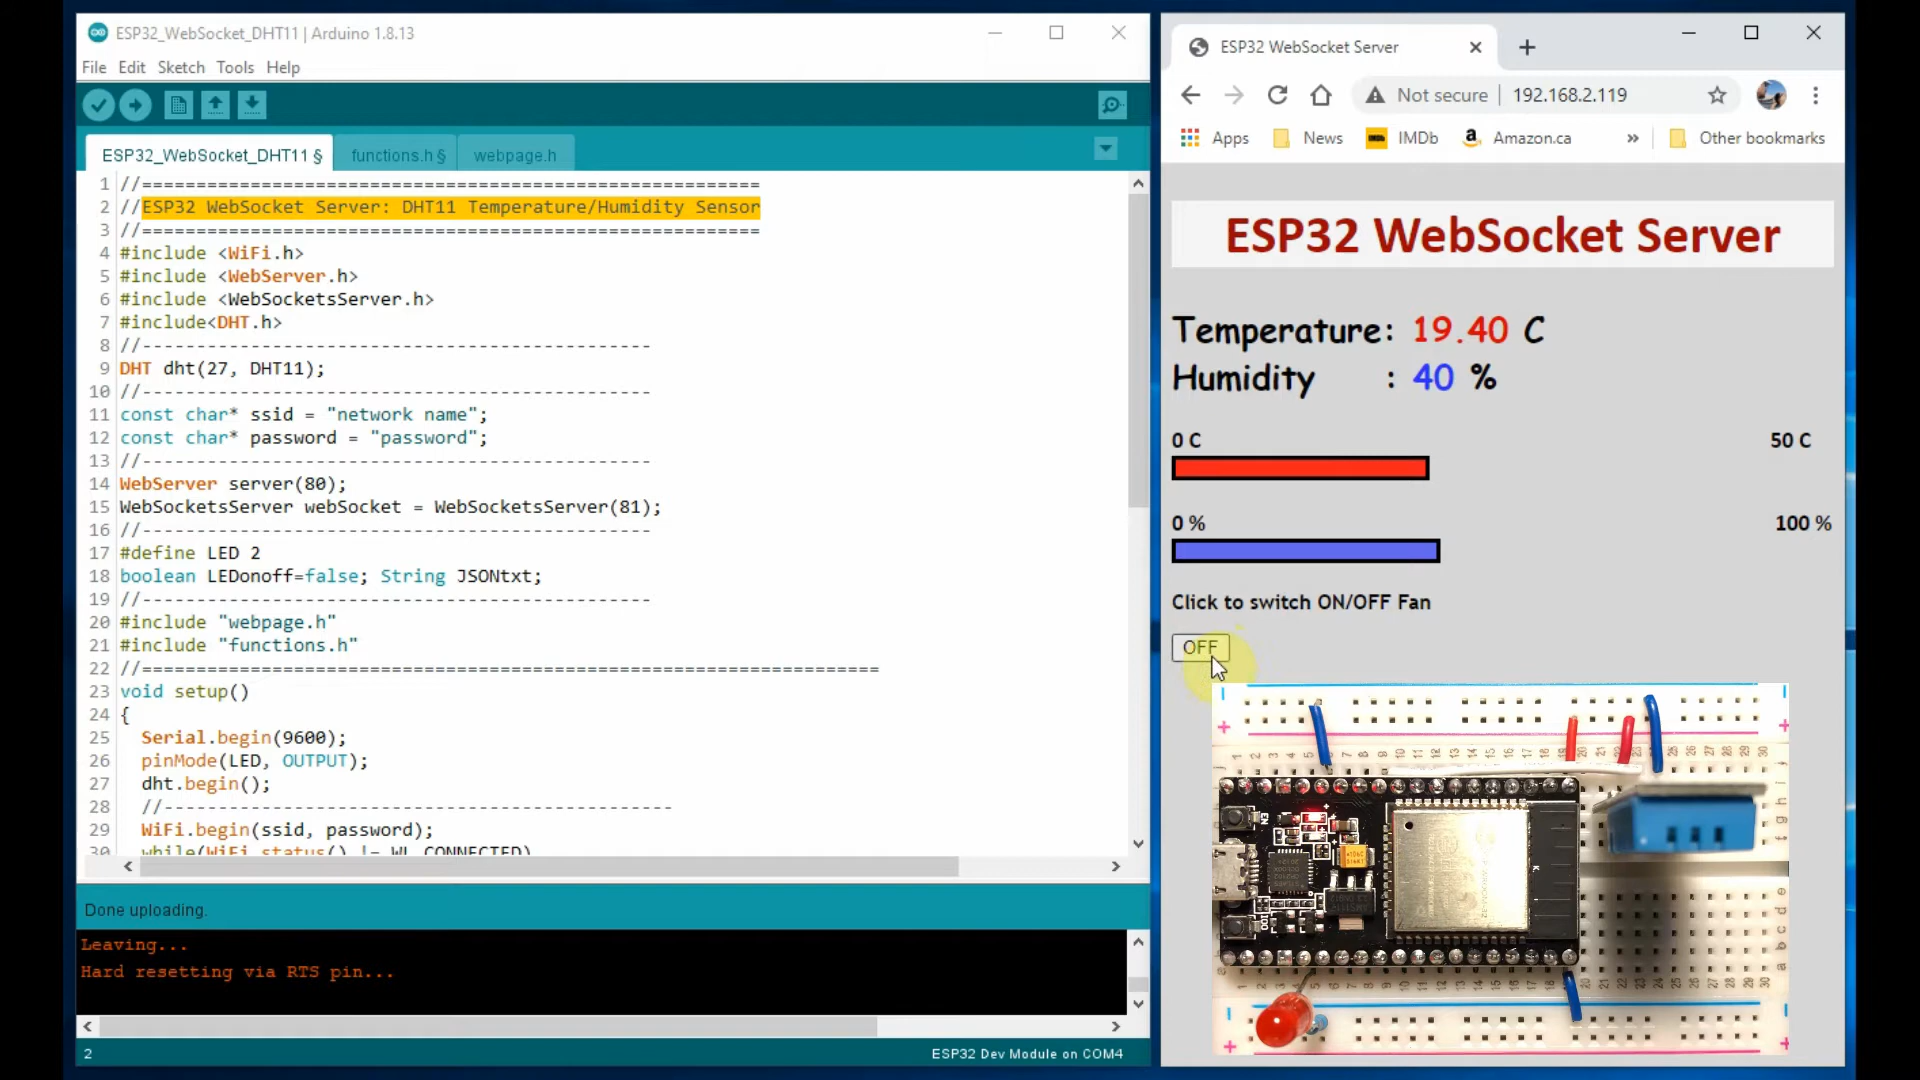 ESP32_WebSocket_DHT11 | Arduino 1.8.13
File Edit Sketch Tools Help
ESP32_WebSocket_DHT11 § functions.h § webpage.h
1 //=========================================================
2 //ESP32 WebSocket Server: DHT11 Temperature/Humidity Sensor
3 //=========================================================
4 #include <WiFi.h>
5 #include <WebServer.h>
6 #include <WebSocketsServer.h>
7 #include<DHT.h>
8 //-----------------------------------------------
9 DHT dht(27, DHT11);
10 //-----------------------------------------------
11 const char* ssid = "network name";
12 const char* password = "password";
13 //-----------------------------------------------
14 WebServer server(80);
15 WebSocketsServer webSocket = WebSocketsServer(81);
16 //-----------------------------------------------
17 #define LED 2
18 boolean LEDonoff=false; String JSONtxt;
19 //-----------------------------------------------
20 #include "webpage.h"
21 #include "functions.h"
22 //====================================================================
23 void setup()
24 {
25 Serial.begin(9600);
26 pinMode(LED, OUTPUT);
27 dht.begin();
28 //-----------------------------------------------
29 WiFi.begin(ssid, password);
30 while(WiFi.status() != WL_CONNECTED)
Done uploading.
Leaving...
Hard resetting via RTS pin...
2
ESP32 Dev Module on COM4
ESP32 WebSocket Server
Not secure | 192.168.2.119
Apps News IMDb Amazon.ca » Other bookmarks
ESP32 WebSocket Server
Temperature: 19.40 C
Humidity : 40 %
0 C 50 C
0 % 100 %
Click to switch ON/OFF Fan
OFF
EN